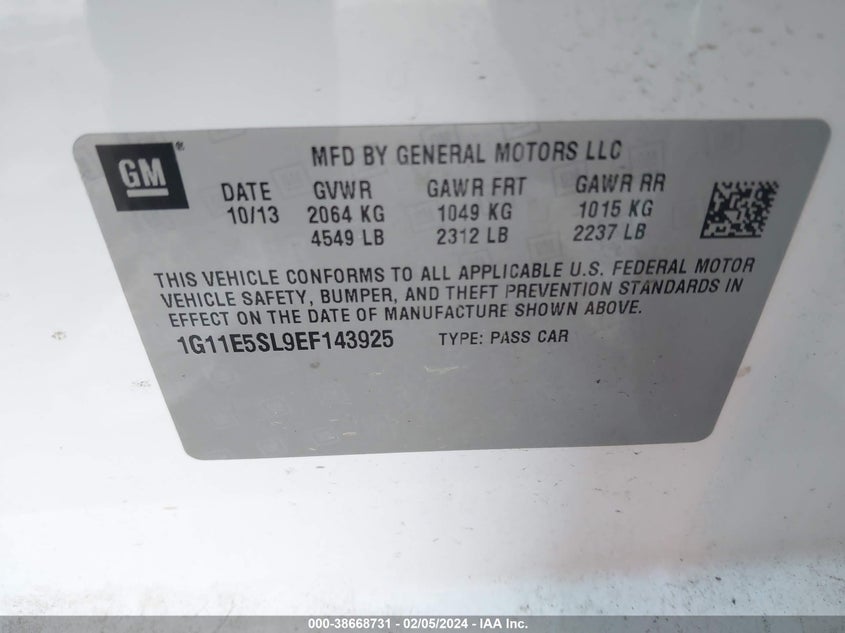 GM®
MFD BY GENERAL MOTORS LLC
DATE GVWR GAWR FRT GAWR RR
10/13 2064 KG 1049 KG 1015 KG
4549 LB 2312 LB 2237 LB
THIS VEHICLE CONFORMS TO ALL APPLICABLE U.S. FEDERAL MOTOR
VEHICLE SAFETY, BUMPER, AND THEFT PREVENTION STANDARDS IN
EFFECT ON THE DATE OF MANUFACTURE SHOWN ABOVE.
1G11E5SL9EF143925 TYPE: PASS CAR
000-38668731 - 02/05/2024 - IAA Inc.